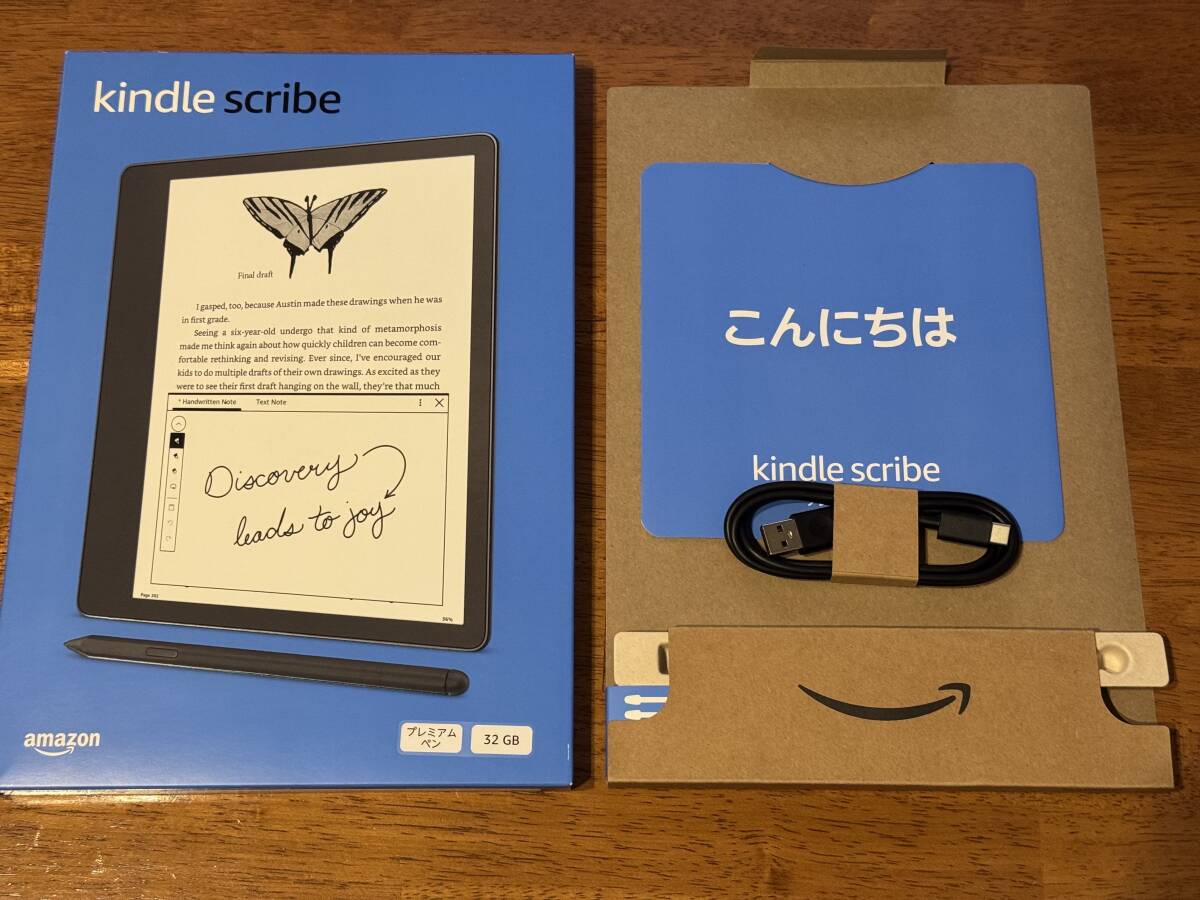 kindle scribe
Final draft
I gasped, too, because Austin made these drawings when he was
in first grade.
Seeing a six-year-old undergo that kind of metamorphosis
made me think again about how quickly children can become com-
fortable rethinking and revising. Ever since, I've encouraged our
kids to do multiple drafts of their own drawings. As excited as they
were to see their first draft hanging on the wall, they're that much
* Handwritten Note Text Note
Discovery
leads to joy
Page 202
36%
amazon
プレミアム
ペン
32 GB
こんにちは
kindle scribe